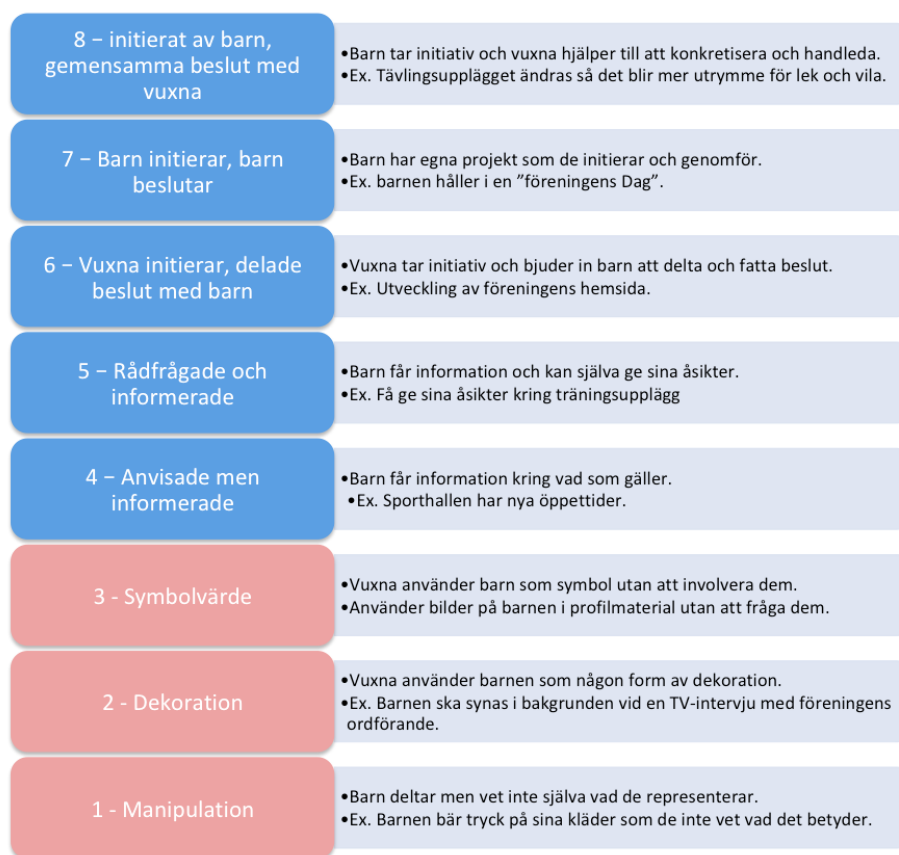 8 – initierat av barn,
gemensamma beslut med
vuxna
•Barn tar initiativ och vuxna hjälper till att konkretisera och handleda.
•Ex. Tävlingsupplägget ändras så det blir mer utrymme för lek och vila.
7 – Barn initierar, barn
beslutar
•Barn har egna projekt som de initierar och genomför.
•Ex. barnen håller i en ”föreningens Dag”.
6 – Vuxna initierar, delade
beslut med barn
•Vuxna tar initiativ och bjuder in barn att delta och fatta beslut.
•Ex. Utveckling av föreningens hemsida.
5 – Rådfrågade och
informerade
•Barn får information och kan själva ge sina åsikter.
•Ex. Få ge sina åsikter kring träningsupplägg
4 – Anvisade men
informerade
•Barn får information kring vad som gäller.
•Ex. Sporthallen har nya öppettider.
3 - Symbolvärde
•Vuxna använder barn som symbol utan att involvera dem.
•Använder bilder på barnen i profilmaterial utan att fråga dem.
2 - Dekoration
•Vuxna använder barnen som någon form av dekoration.
•Ex. Barnen ska synas i bakgrunden vid en TV-intervju med föreningens
ordförande.
1 - Manipulation
•Barn deltar men vet inte själva vad de representerar.
•Ex. Barnen bär tryck på sina kläder som de inte vet vad det betyder.